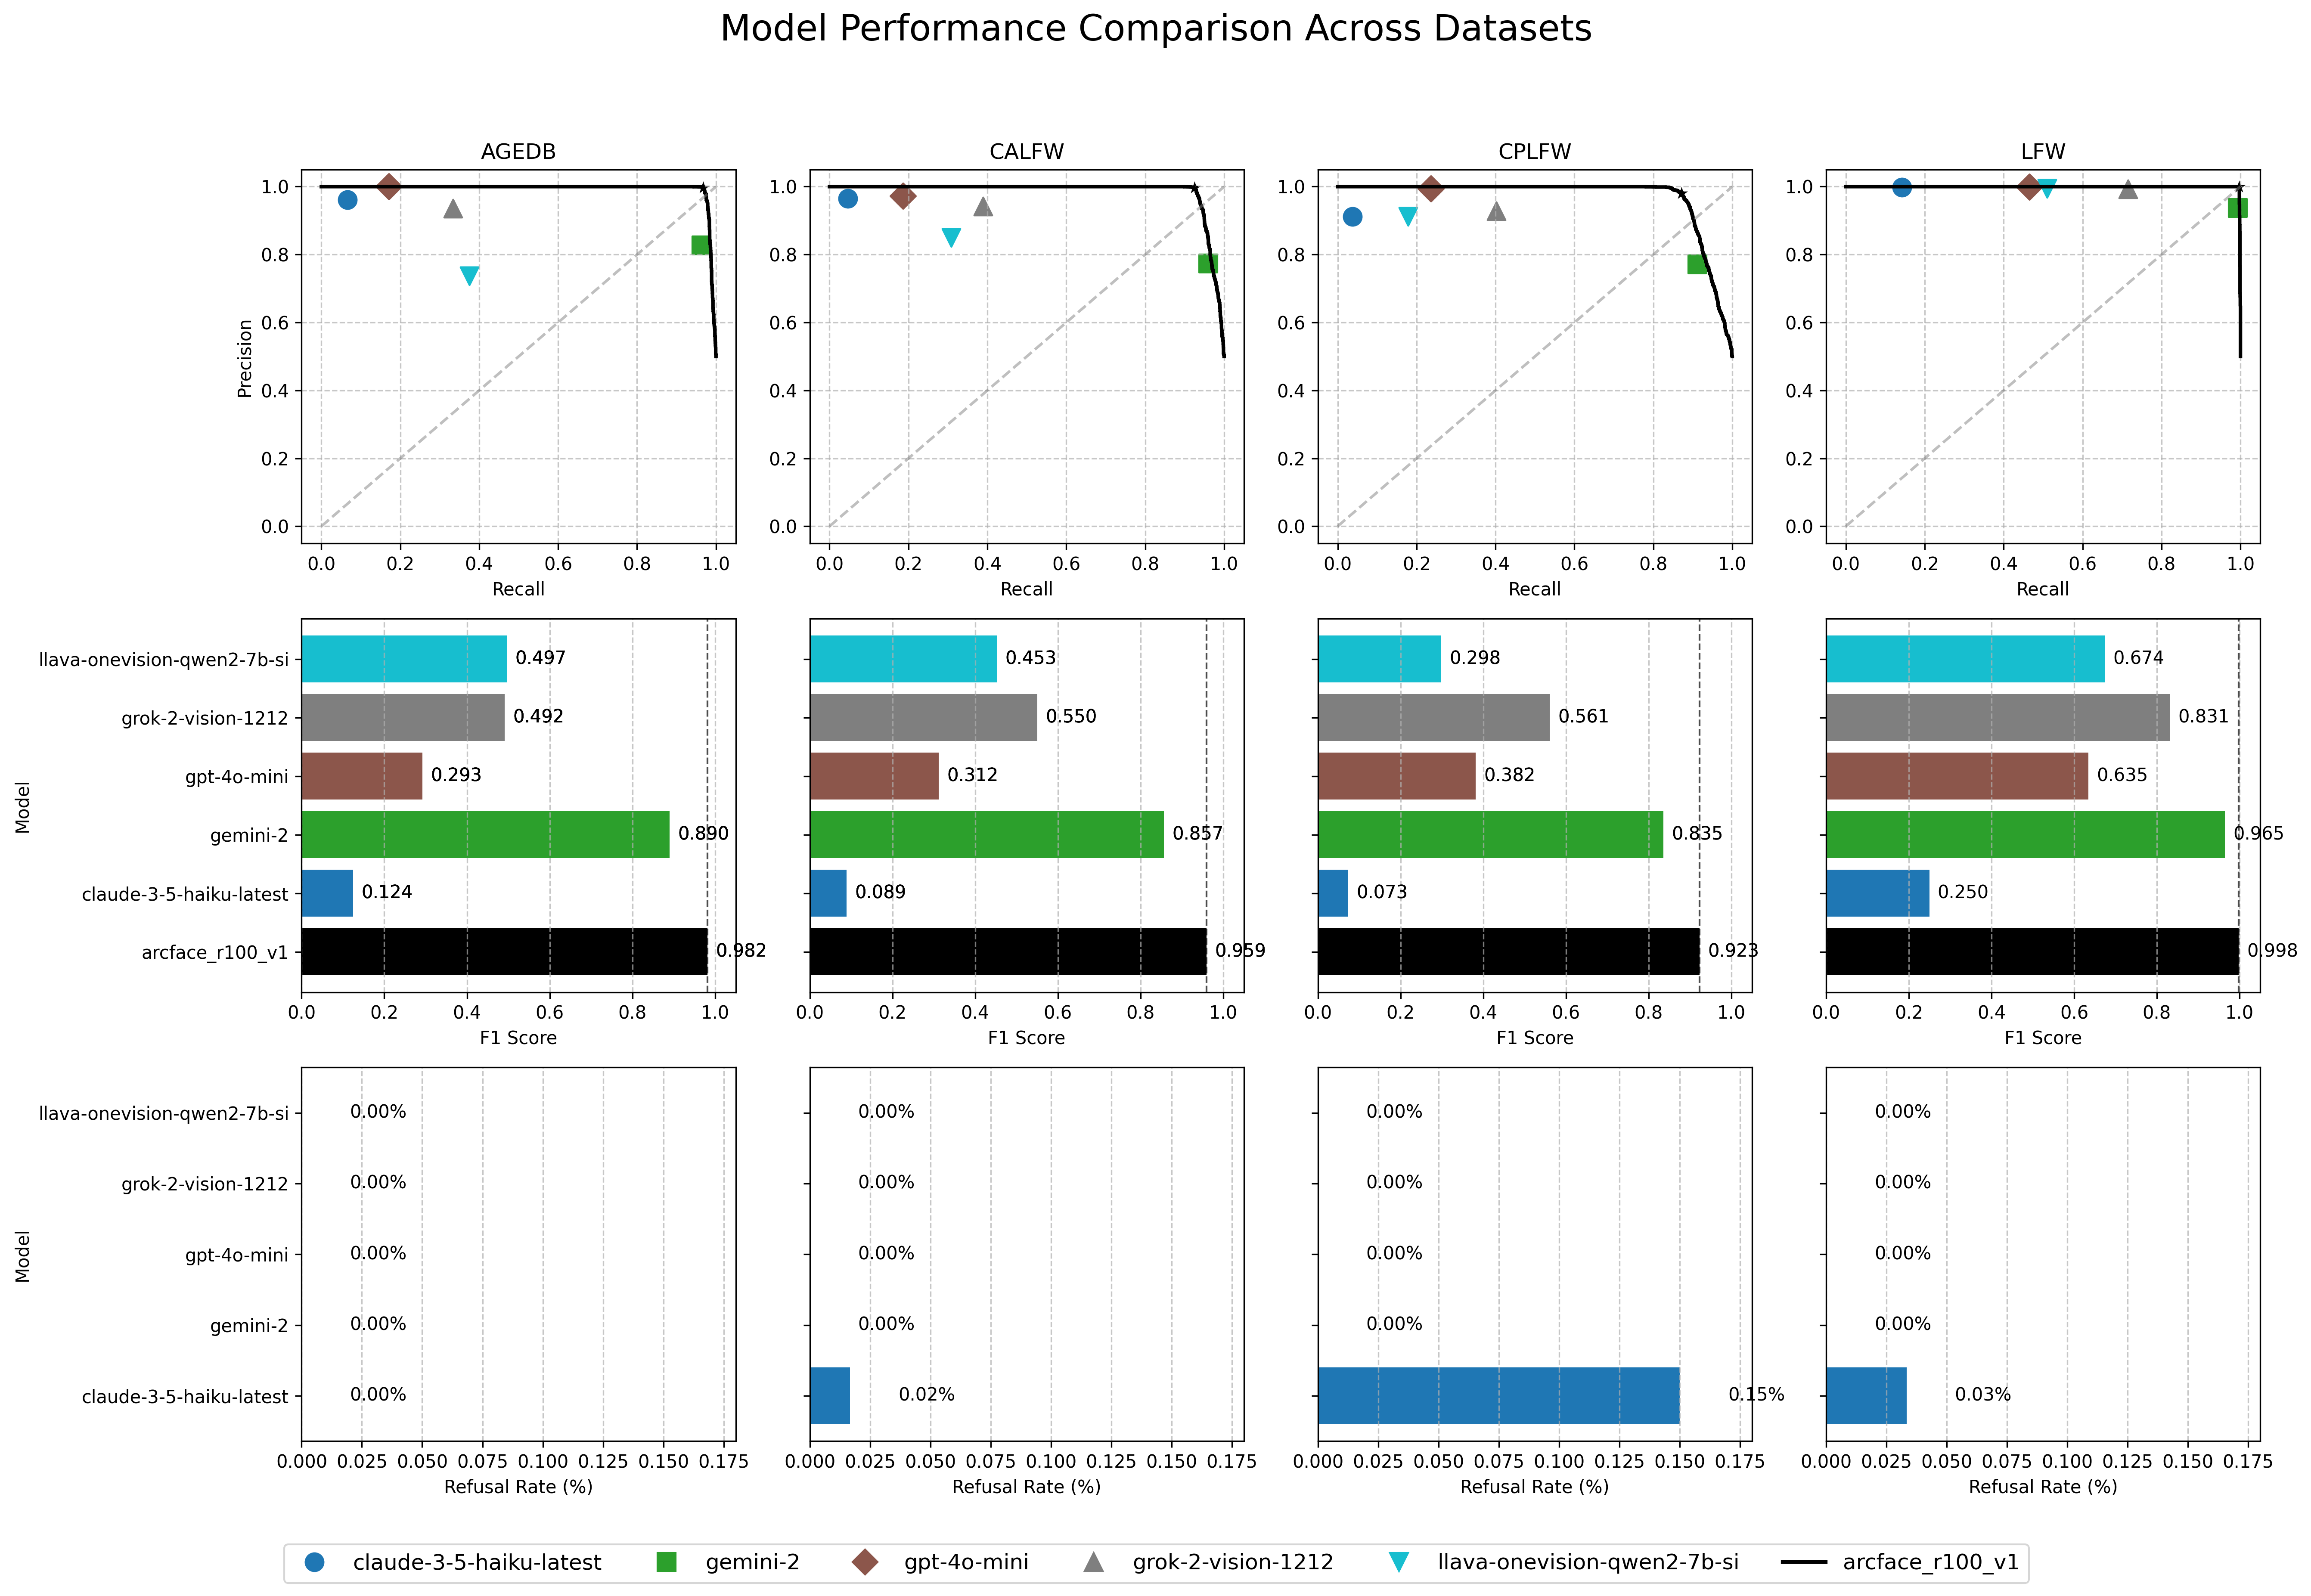 Model Performance Comparison Across Datasets
AGEDB
CALFW
CPLFW
LFW
Precision
1.0
0.8
0.6
0.4
0.2
0.0
1.0
0.8
0.6
0.4
0.2
0.0
1.0
0.8
0.6
0.4
0.2
0.0
1.0
0.8
0.6
0.4
0.2
0.0
0.0 0.2 0.4 0.6 0.8 1.0
0.0 0.2 0.4 0.6 0.8 1.0
0.0 0.2 0.4 0.6 0.8 1.0
0.0 0.2 0.4 0.6 0.8 1.0
Recall
Recall
Recall
Recall
Model
llava-onevision-qwen2-7b-si 0.497 0.453 0.298 0.674
grok-2-vision-1212 0.492 0.550 0.561 0.831
gpt-4o-mini 0.293 0.312 0.382 0.635
gemini-2 0.890 0.857 0.835 0.965
claude-3-5-haiku-latest 0.124 0.089 0.073 0.250
arcface_r100_v1 0.982 0.959 0.923 0.998
0.0 0.2 0.4 0.6 0.8 1.0
0.0 0.2 0.4 0.6 0.8 1.0
0.0 0.2 0.4 0.6 0.8 1.0
0.0 0.2 0.4 0.6 0.8 1.0
F1 Score
F1 Score
F1 Score
F1 Score
Model
llava-onevision-qwen2-7b-si 0.00% 0.00% 0.00% 0.00%
grok-2-vision-1212 0.00% 0.00% 0.00% 0.00%
gpt-4o-mini 0.00% 0.00% 0.00% 0.00%
gemini-2 0.00% 0.00% 0.00% 0.00%
claude-3-5-haiku-latest 0.00% 0.02% 0.15% 0.03%
0.000 0.025 0.050 0.075 0.100 0.125 0.150 0.175
0.000 0.025 0.050 0.075 0.100 0.125 0.150 0.175
0.000 0.025 0.050 0.075 0.100 0.125 0.150 0.175
0.000 0.025 0.050 0.075 0.100 0.125 0.150 0.175
Refusal Rate (%)
Refusal Rate (%)
Refusal Rate (%)
Refusal Rate (%)
claude-3-5-haiku-latest gemini-2 gpt-4o-mini grok-2-vision-1212 llava-onevision-qwen2-7b-si arcface_r100_v1